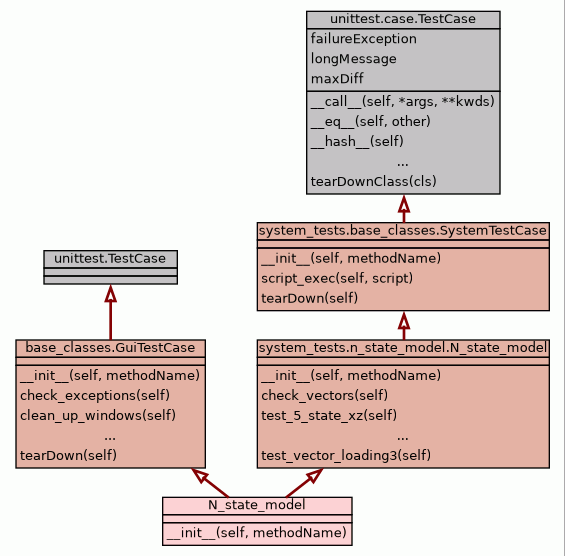 unittest.case.TestCase
failureException
longMessage
maxDiff
__call__(self, *args, **kwds)
__eq__(self, other)
__hash__(self)
...
tearDownClass(cls)
system_tests.base_classes.SystemTestCase
__init__(self, methodName)
script_exec(self, script)
tearDown(self)
unittest.TestCase
base_classes.GuiTestCase
__init__(self, methodName)
check_exceptions(self)
clean_up_windows(self)
...
tearDown(self)
system_tests.n_state_model.N_state_model
__init__(self, methodName)
check_vectors(self)
test_5_state_xz(self)
...
test_vector_loading3(self)
N_state_model
__init__(self, methodName)